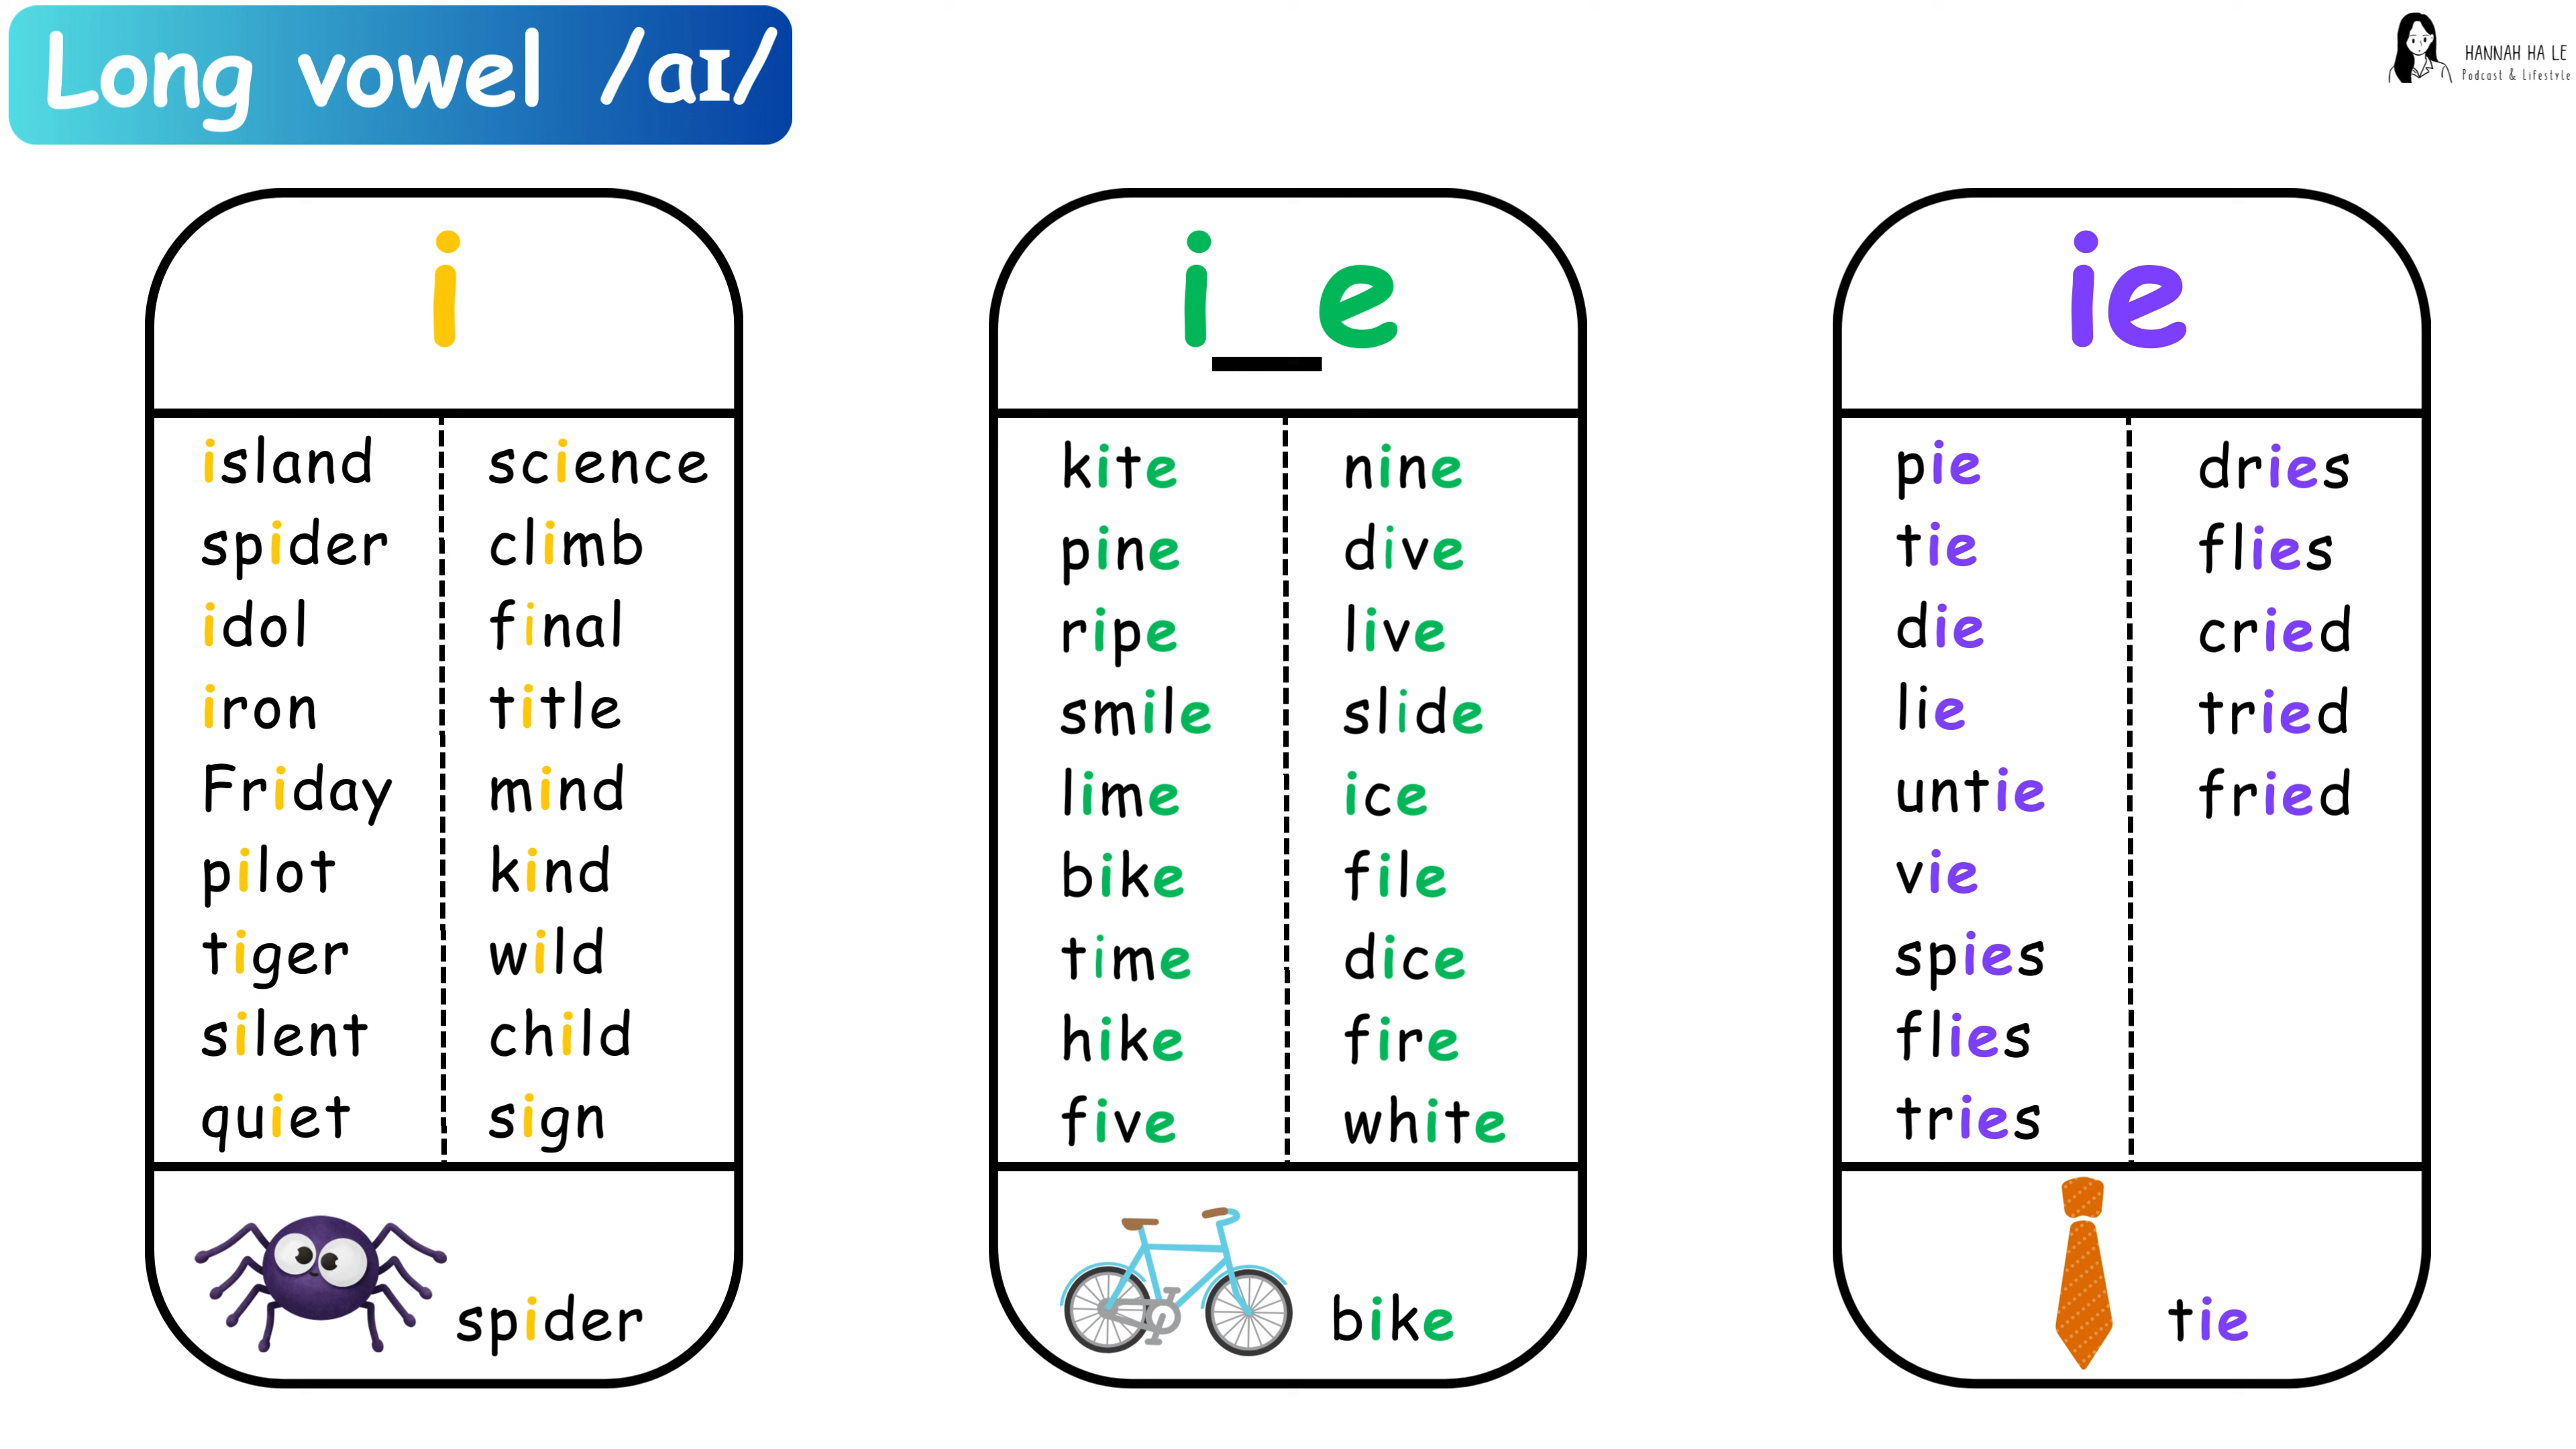 Long vowel /aɪ/
HANNAH HA LE
Podcast & Lifestyle
i
island
spider
idol
iron
Friday
pilot
tiger
silent
quiet
science
climb
final
title
mind
kind
wild
child
sign
spider
i_e
kite
pine
ripe
smile
lime
bike
time
hike
five
nine
dive
live
slide
ice
file
dice
fire
white
bike
ie
pie
tie
die
lie
untie
vie
spies
flies
tries
dries
flies
cried
tried
fried
tie